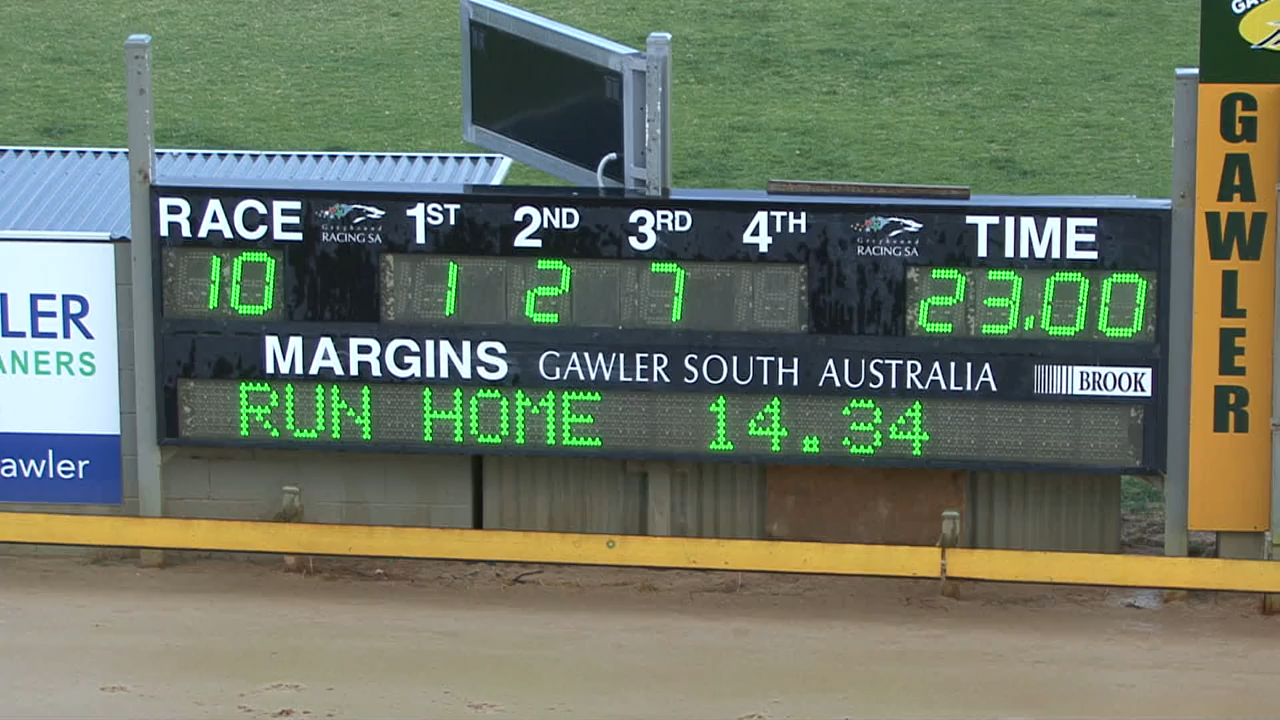 GAWLER
RACE 1ST 2ND 3RD 4TH TIME
Greyhound RACING SA Greyhound RACING SA
10 1 2 7 23.00
MARGINS GAWLER SOUTH AUSTRALIA BROOK
RUN HOME 14.34
LER
ANERS
awler